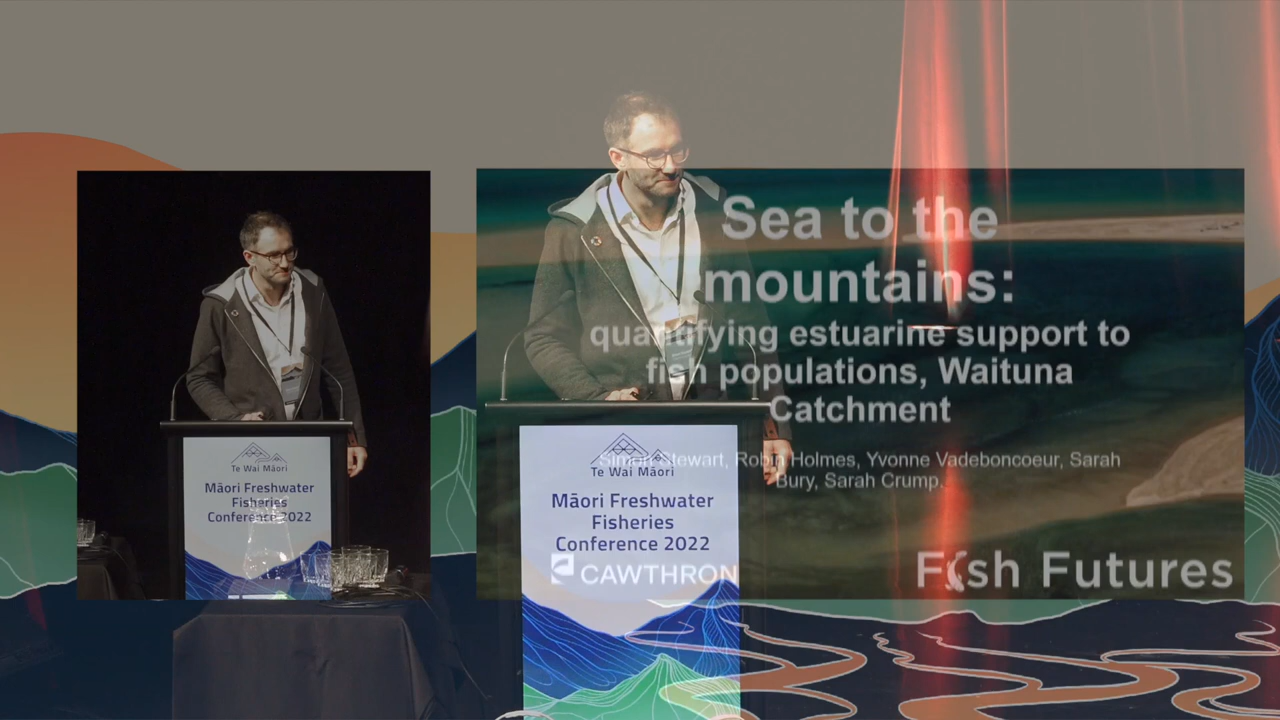 Te Wai Māori
Māori Freshwater
Fisheries
Conference 2022
Sea to the
mountains:
quantifying estuarine support to
fish populations, Waituna
Catchment
Simon Stewart, Robin Holmes, Yvonne Vadeboncoeur, Sarah
Bury, Sarah Crump.
Te Wai Māori
Māori Freshwater
Fisheries
Conference 2022
CAWTHRON
Fish Futures